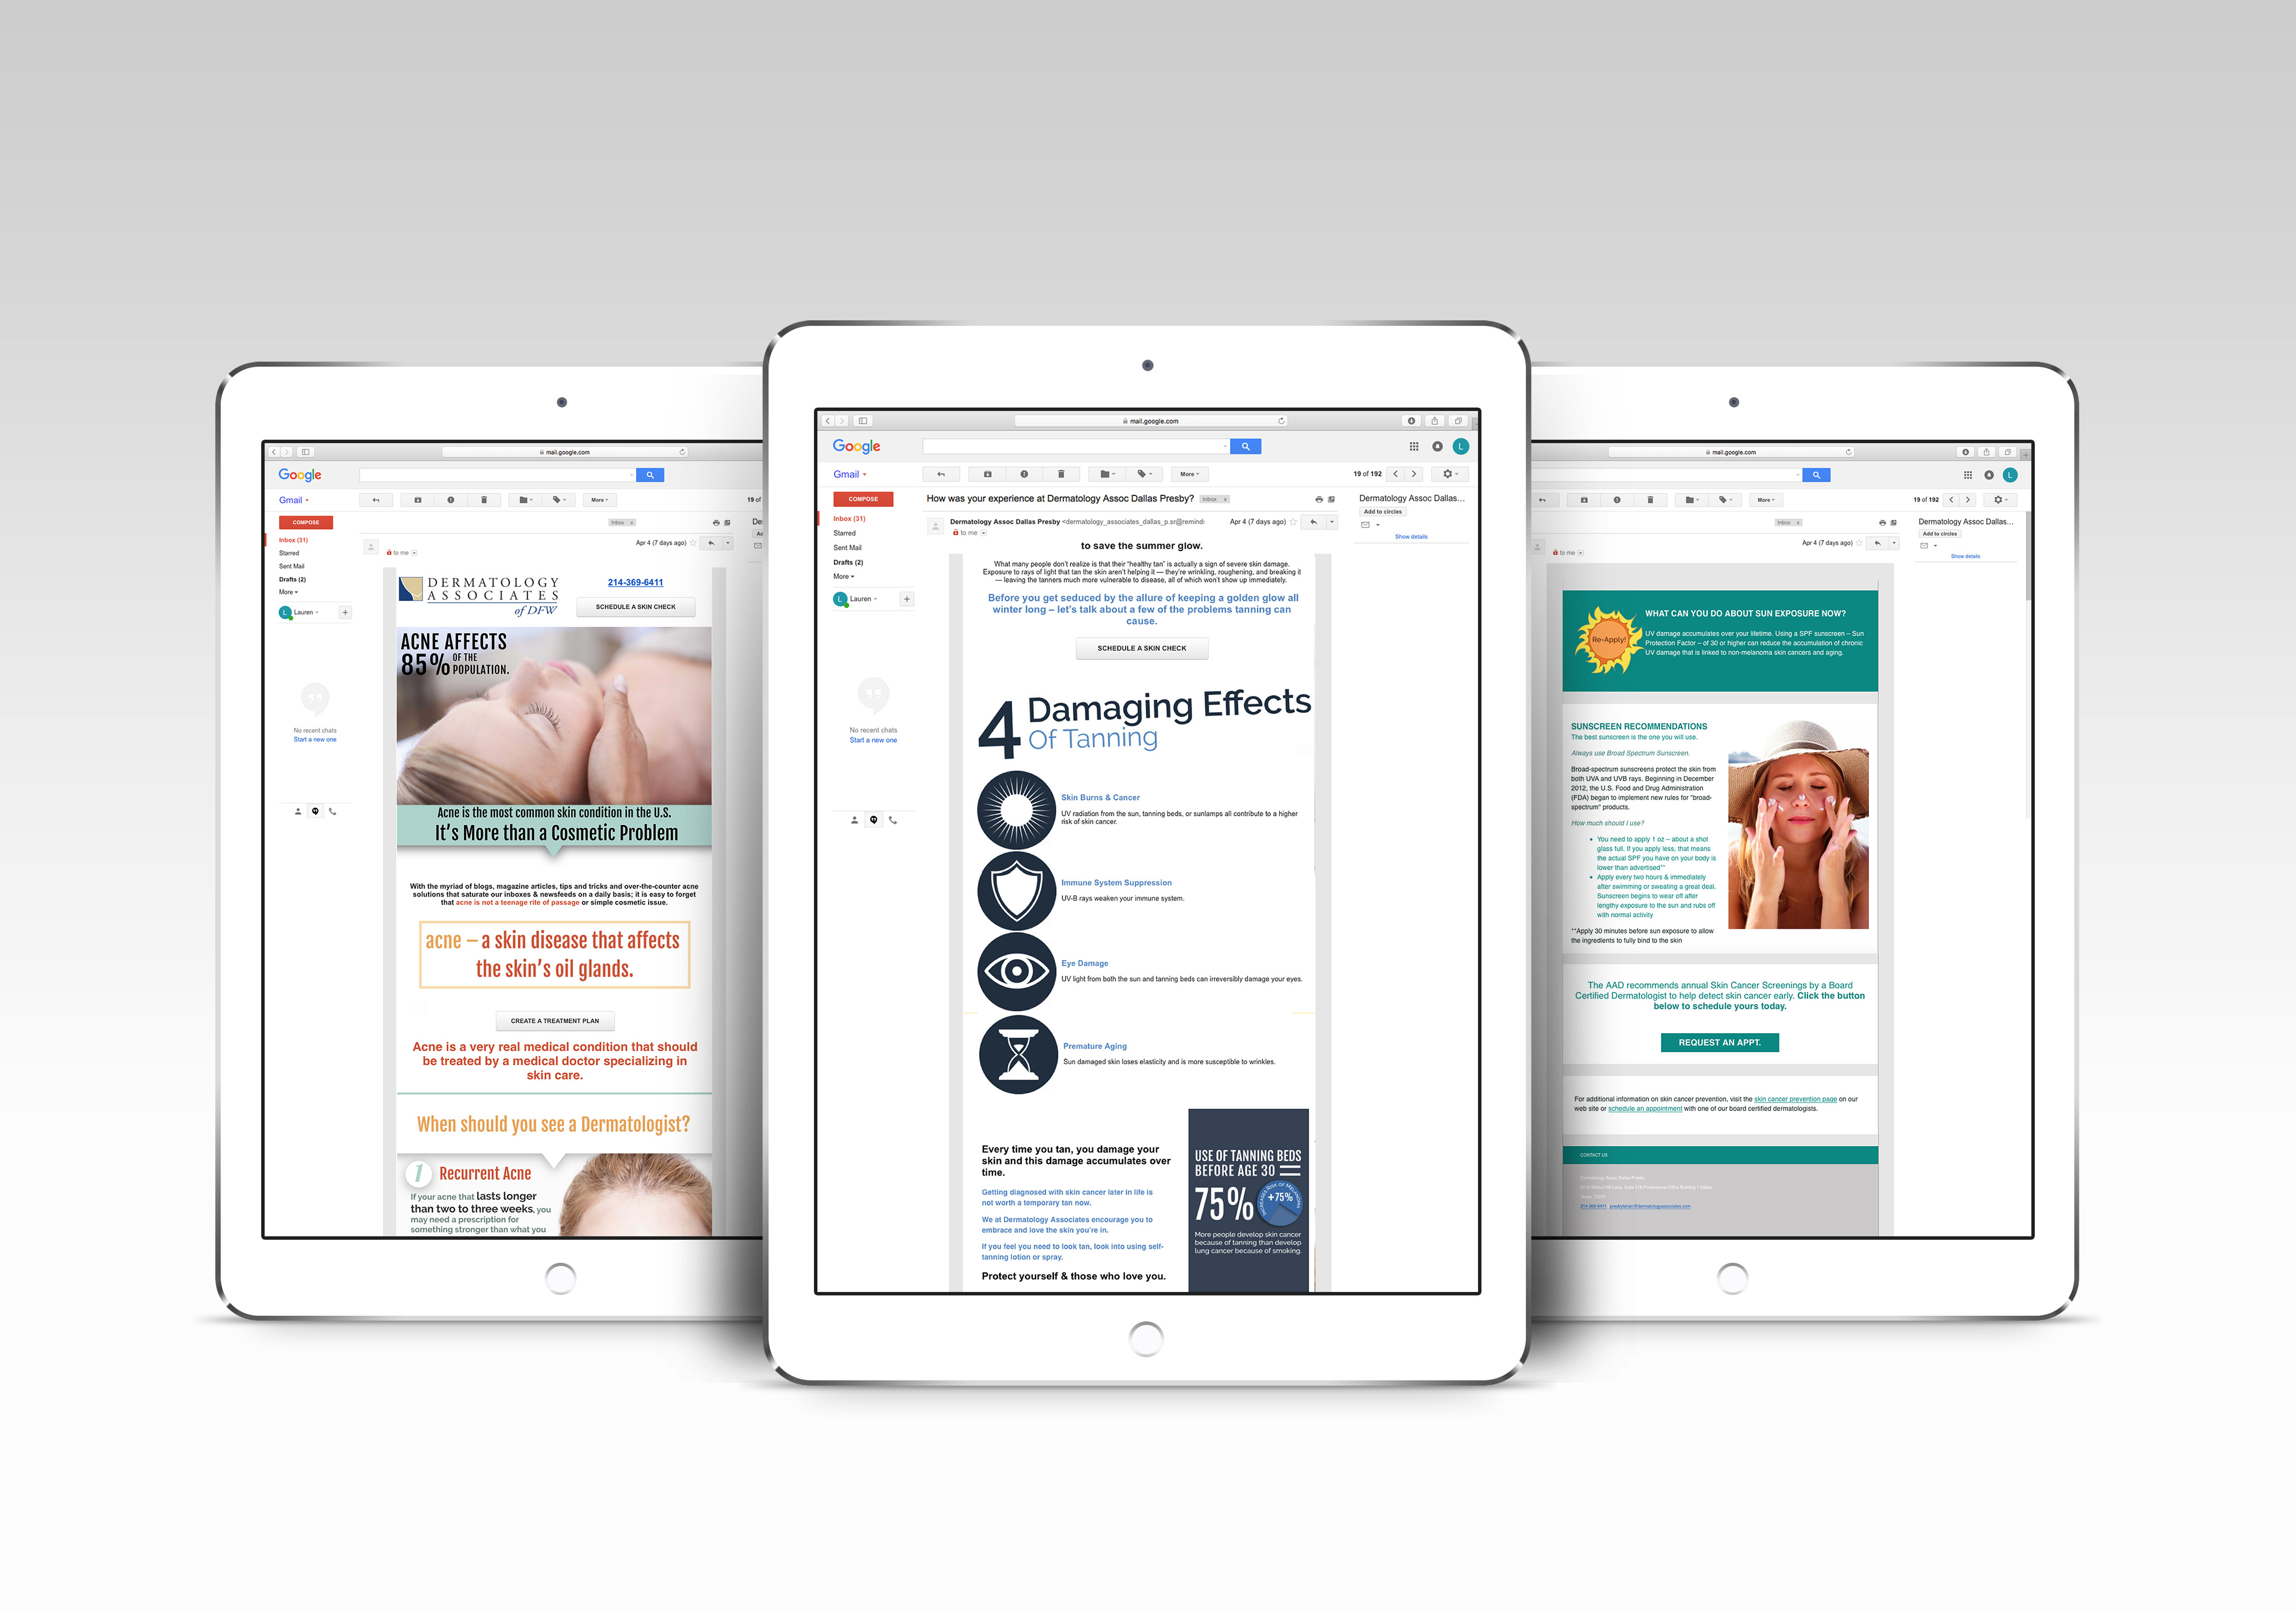 mail.google.com
Google
Gmail
More
19 of
COMPOSE
Inbox x
Inbox (31)
Apr 4 (7 days ago)
to me
Starred
Sent Mail
Drafts (2)
More
L Lauren
No recent chats
Start a new one
DERMATOLOGY
ASSOCIATES
of DFW
214-369-6411
SCHEDULE A SKIN CHECK
ACNE AFFECTS
85% OF THE
POPULATION.
Acne is the most common skin condition in the U.S.
It's More than a Cosmetic Problem
With the myriad of blogs, magazine articles, tips and tricks and over-the-counter acne
solutions that saturate our inboxes & newsfeeds on a daily basis; it is easy to forget
that acne is not a teenage rite of passage or simple cosmetic issue.
acne – a skin disease that affects
the skin's oil glands.
CREATE A TREATMENT PLAN
Acne is a very real medical condition that should
be treated by a medical doctor specializing in
skin care.
When should you see a Dermatologist?
1 Recurrent Acne
If your acne that lasts longer
than two to three weeks, you
may need a prescription for
something stronger than what you
mail.google.com
Google
L
Gmail
More
19 of 192
COMPOSE
How was your experience at Dermatology Assoc Dallas Presby? Inbox x
Dermatology Assoc Dallas...
Add to circles
Show details
Inbox (31)
Starred
Sent Mail
Drafts (2)
More
L Lauren
No recent chats
Start a new one
Dermatology Assoc Dallas Presby <dermatology_associates_dallas_p.sr@remind
Apr 4 (7 days ago)
to me
to save the summer glow.
What many people don't realize is that their "healthy tan" is actually a sign of severe skin damage.
Exposure to rays of light that tan the skin aren't helping it — they're wrinkling, roughening, and breaking it
— leaving the tanners much more vulnerable to disease, all of which won't show up immediately.
Before you get seduced by the allure of keeping a golden glow all
winter long – let's talk about a few of the problems tanning can
cause.
SCHEDULE A SKIN CHECK
4 Damaging Effects
Of Tanning
Skin Burns & Cancer
UV radiation from the sun, tanning beds, or sunlamps all contribute to a higher
risk of skin cancer.
Immune System Suppression
UV-B rays weaken your immune system.
Eye Damage
UV light from both the sun and tanning beds can irreversibly damage your eyes.
Premature Aging
Sun damaged skin loses elasticity and is more susceptible to wrinkles.
Every time you tan, you damage your
skin and this damage accumulates over
time.
Getting diagnosed with skin cancer later in life is
not worth a temporary tan now.
We at Dermatology Associates encourage you to
embrace and love the skin you're in.
If you feel you need to look tan, look into using self-
tanning lotion or spray.
Protect yourself & those who love you.
USE OF TANNING BEDS
BEFORE AGE 30
75%
INCREASES RISK OF MELANOMA
+75%
More people develop skin cancer
because of tanning than develop
lung cancer because of smoking.
mail.google.com
L
More
19 of 192
Inbox x
Dermatology Assoc Dallas...
Add to circles
Show details
Apr 4 (7 days ago)
to me
Re-Apply!
WHAT CAN YOU DO ABOUT SUN EXPOSURE NOW?
UV damage accumulates over your lifetime. Using a SPF sunscreen – Sun
Protection Factor – of 30 or higher can reduce the accumulation of chronic
UV damage that is linked to non-melanoma skin cancers and aging.
SUNSCREEN RECOMMENDATIONS
The best sunscreen is the one you will use.
Always use Broad Spectrum Sunscreen.
Broad-spectrum sunscreens protect the skin from
both UVA and UVB rays. Beginning in December
2012, the U.S. Food and Drug Administration
(FDA) began to implement new rules for "broad-
spectrum" products.
How much should I use?
• You need to apply 1 oz – about a shot
glass full. If you apply less, that means
the actual SPF you have on your body is
lower than advertised**
• Apply every two hours & immediately
after swimming or sweating a great deal.
Sunscreen begins to wear off after
lengthy exposure to the sun and rubs off
with normal activity
**Apply 30 minutes before sun exposure to allow
the ingredients to fully bind to the skin
The AAD recommends annual Skin Cancer Screenings by a Board
Certified Dermatologist to help detect skin cancer early. Click the button
below to schedule yours today.
REQUEST AN APPT.
For additional information on skin cancer prevention, visit the skin cancer prevention page on our
web site or schedule an appointment with one of our board certified dermatologists.
CONTACT US
Dermatology Assoc Dallas Presby
214-369-6411